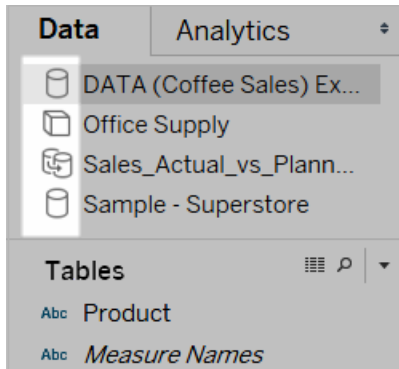 Data Analytics
DATA (Coffee Sales) Ex...
Office Supply
Sales_Actual_vs_Plann...
Sample - Superstore
Tables
Abc Product
Abc Measure Names